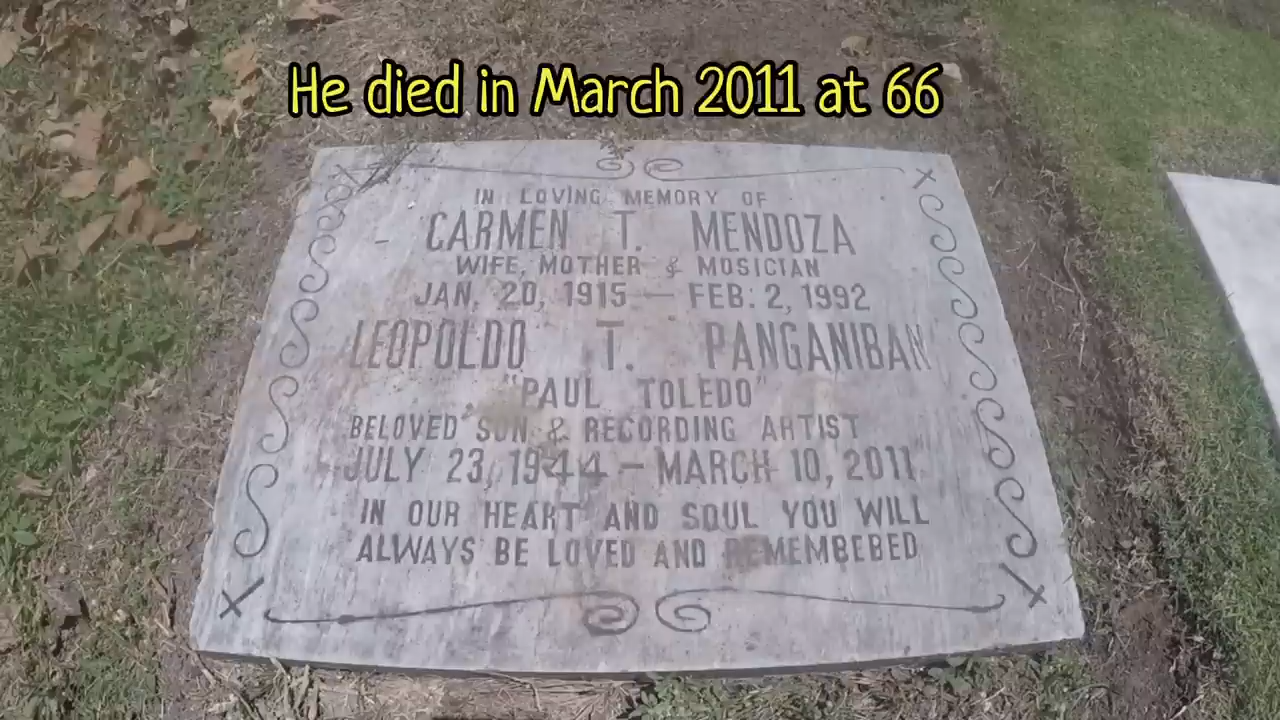 He died in March 2011 at 66
IN LOVING MEMORY OF
CARMEN T. MENDOZA
WIFE, MOTHER & MOSICIAN
JAN. 20, 1915 — FEB. 2, 1992
LEOPOLDO T. PANGANIBAN
"PAUL TOLEDO"
BELOVED SON & RECORDING ARTIST
JULY 23, 1944 — MARCH 10, 2011
IN OUR HEART AND SOUL YOU WILL
ALWAYS BE LOVED AND REMEMBEBED